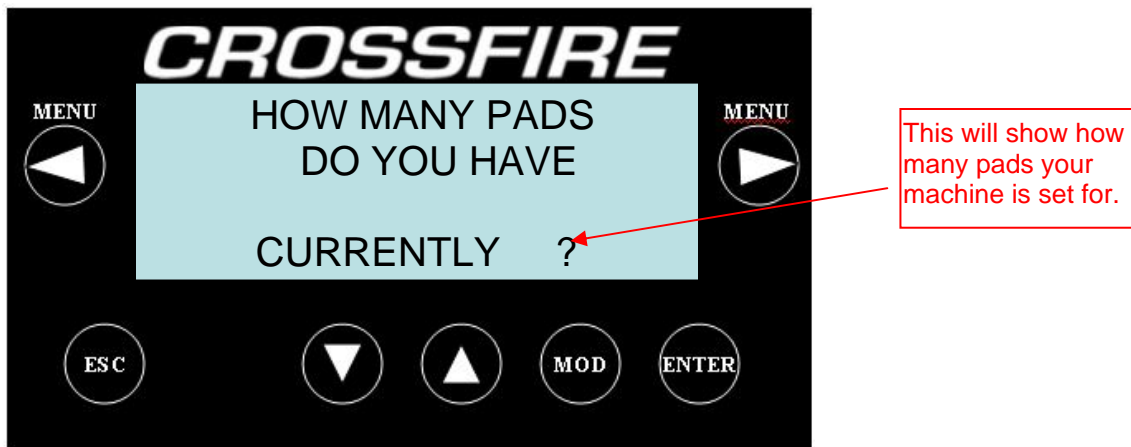 CROSSFIRE
MENU
HOW MANY PADS
DO YOU HAVE
CURRENTLY ?
MENU
This will show how
many pads your
machine is set for.
ESC
MOD
ENTER